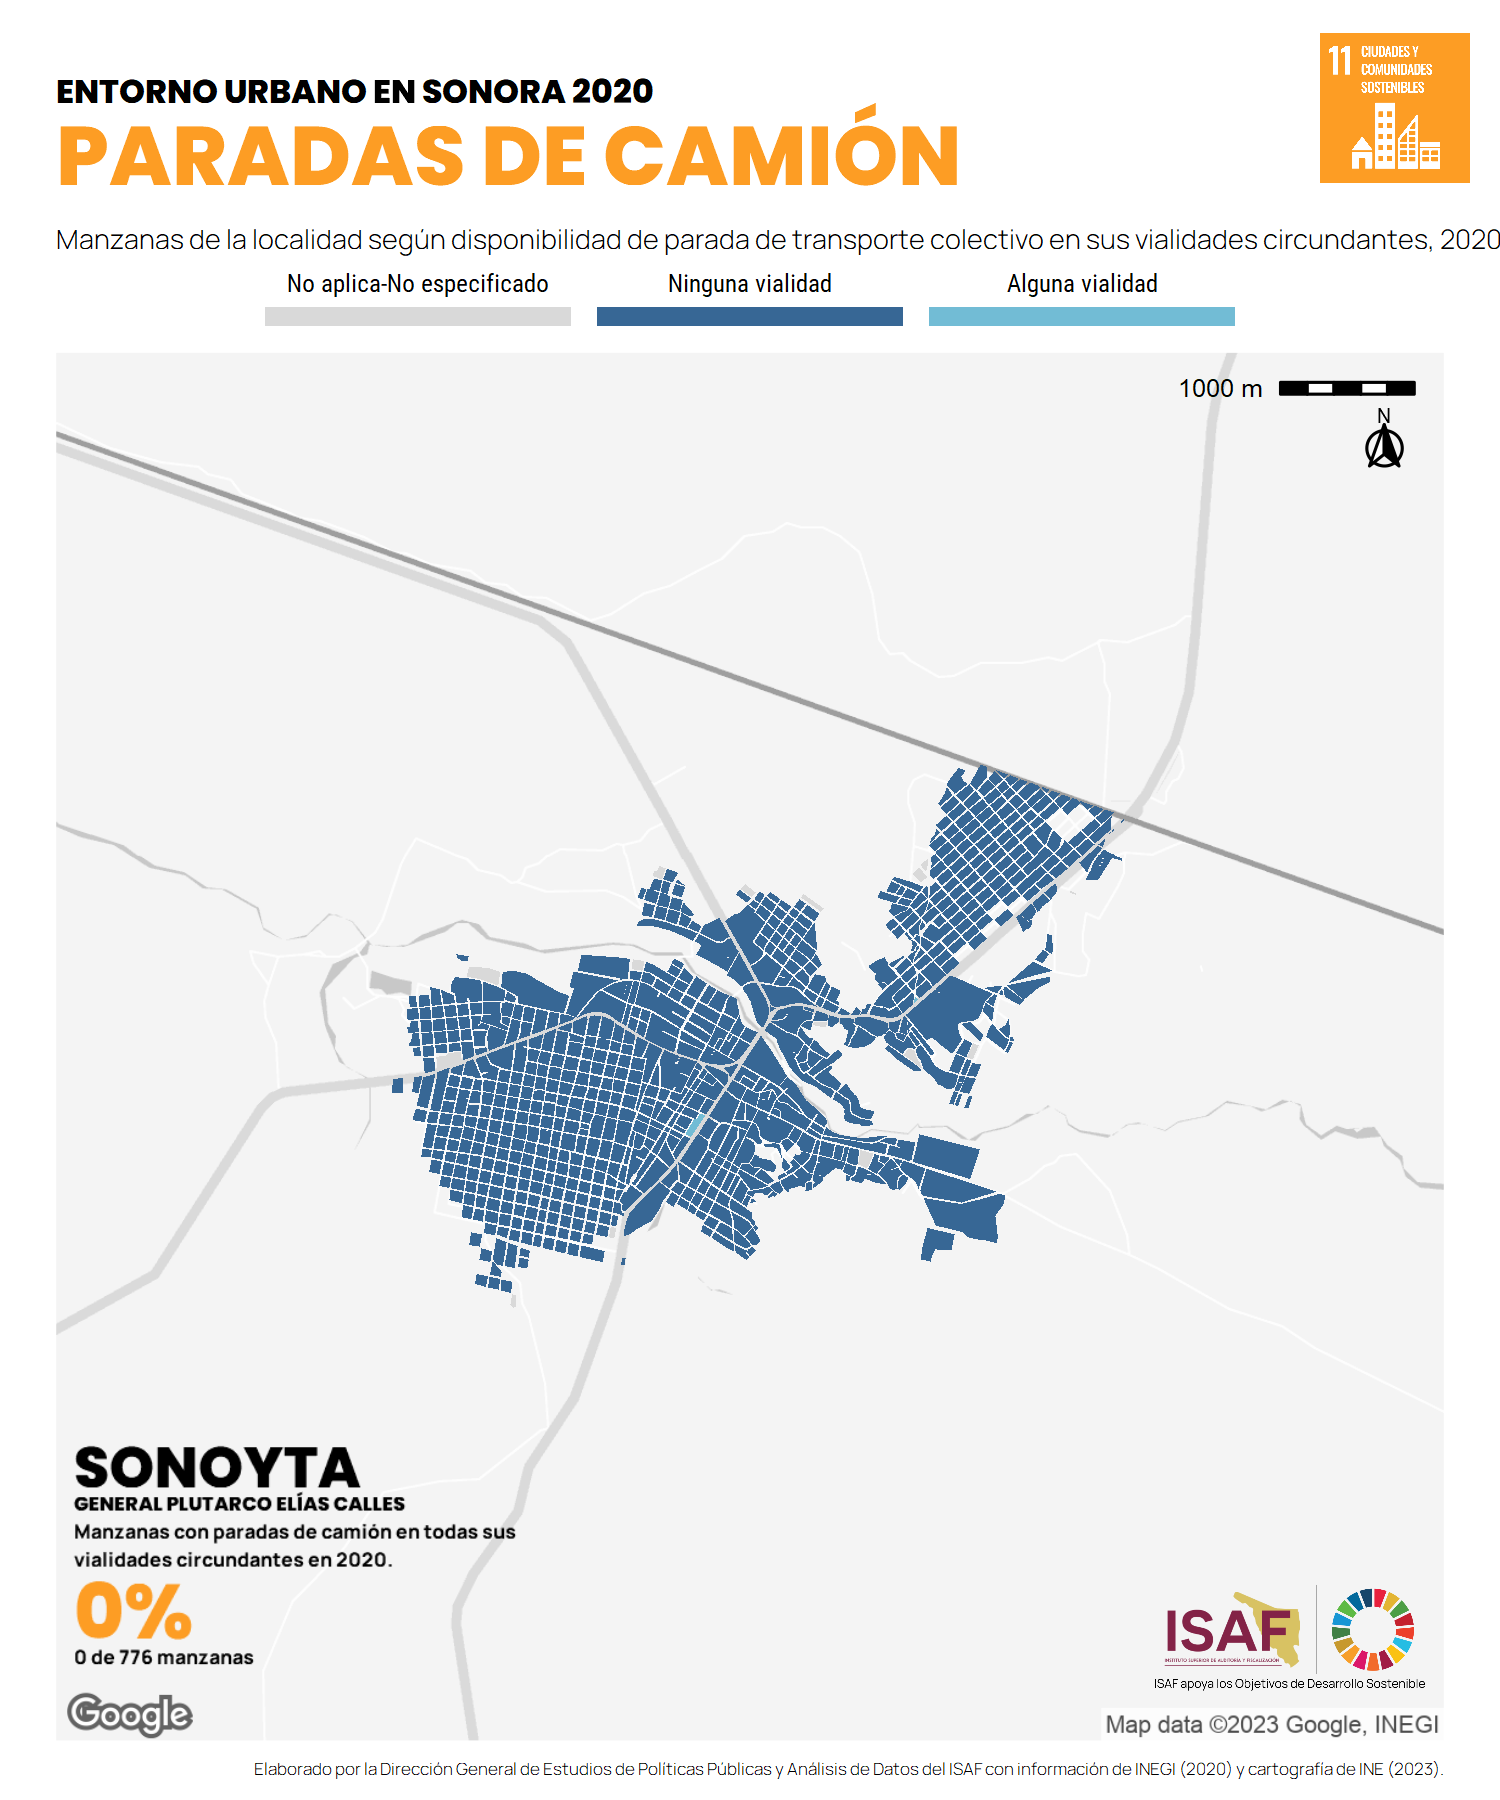 11 CIUDADES Y
COMUNIDADES
SOSTENIBLES
ENTORNO URBANO EN SONORA 2020
PARADAS DE CAMIÓN
Manzanas de la localidad según disponibilidad de parada de transporte colectivo en sus vialidades circundantes, 2020
No aplica-No especificado
Ninguna vialidad
Alguna vialidad
1000 m
N
SONOYTA
GENERAL PLUTARCO ELÍAS CALLES
Manzanas con paradas de camión en todas sus
vialidades circundantes en 2020.
0%
0 de 776 manzanas
Google
ISAF
INSTITUTO SUPERIOR DE AUDITORÍA Y FISCALIZACIÓN
ISAF apoya los Objetivos de Desarrollo Sostenible
Map data ©2023 Google, INEGI
Elaborado por la Dirección General de Estudios de Políticas Públicas y Análisis de Datos del ISAF con información de INEGI (2020) y cartografía de INE (2023).